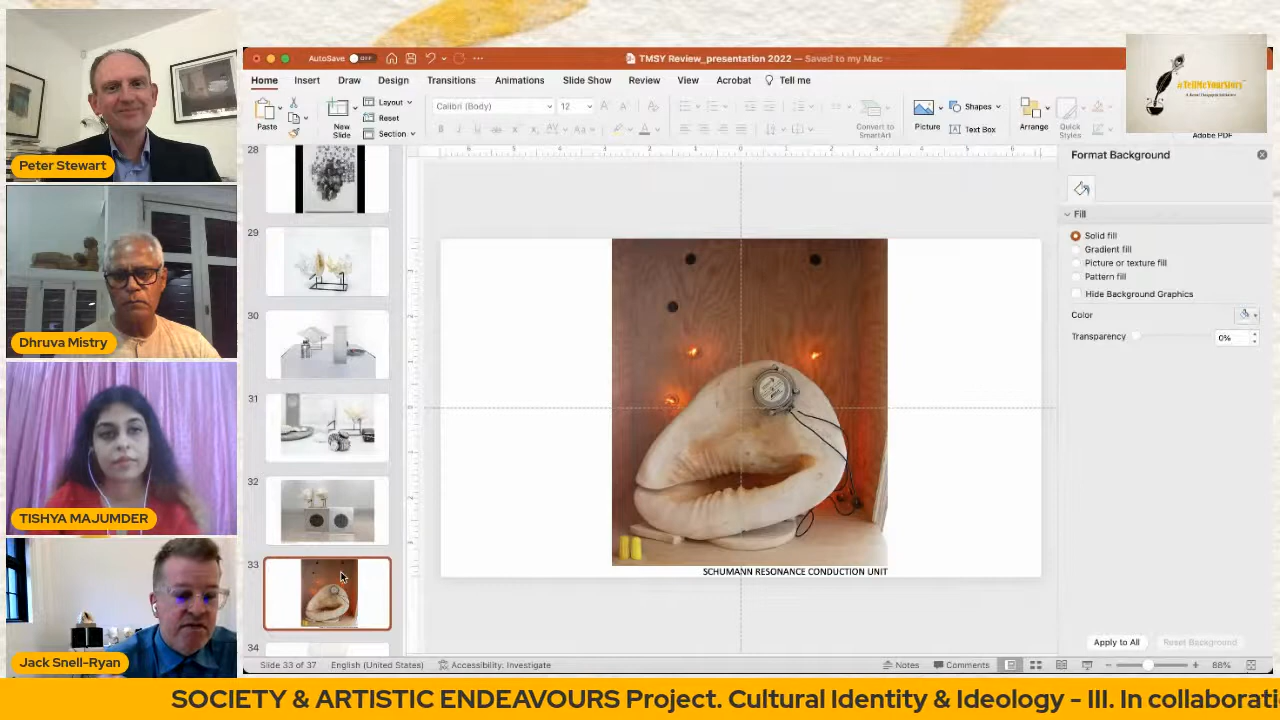 Peter Stewart
Dhruva Mistry
TISHYA MAJUMDER
Jack Snell-Ryan
AutoSave OFF
TMSY Review_presentation 2022 — Saved to my Mac
Home Insert Draw Design Transitions Animations Slide Show Review View Acrobat Tell me
Paste
New Slide
Layout
Reset
Section
Calibri (Body) 12
Convert to SmartArt
Picture
Shapes
Text Box
Arrange
Quick Styles
Adobe PDF
#TellMeYourStory
28
29
30
31
32
33
34
SCHUMANN RESONANCE CONDUCTION UNIT
Format Background
Fill
Solid fill
Gradient fill
Picture or texture fill
Pattern fill
Hide Background Graphics
Color
Transparency 0%
Apply to All Reset Background
Slide 33 of 37 English (United States) Accessibility: Investigate Notes Comments 88%
SOCIETY & ARTISTIC ENDEAVOURS Project. Cultural Identity & Ideology - III. In collaborati